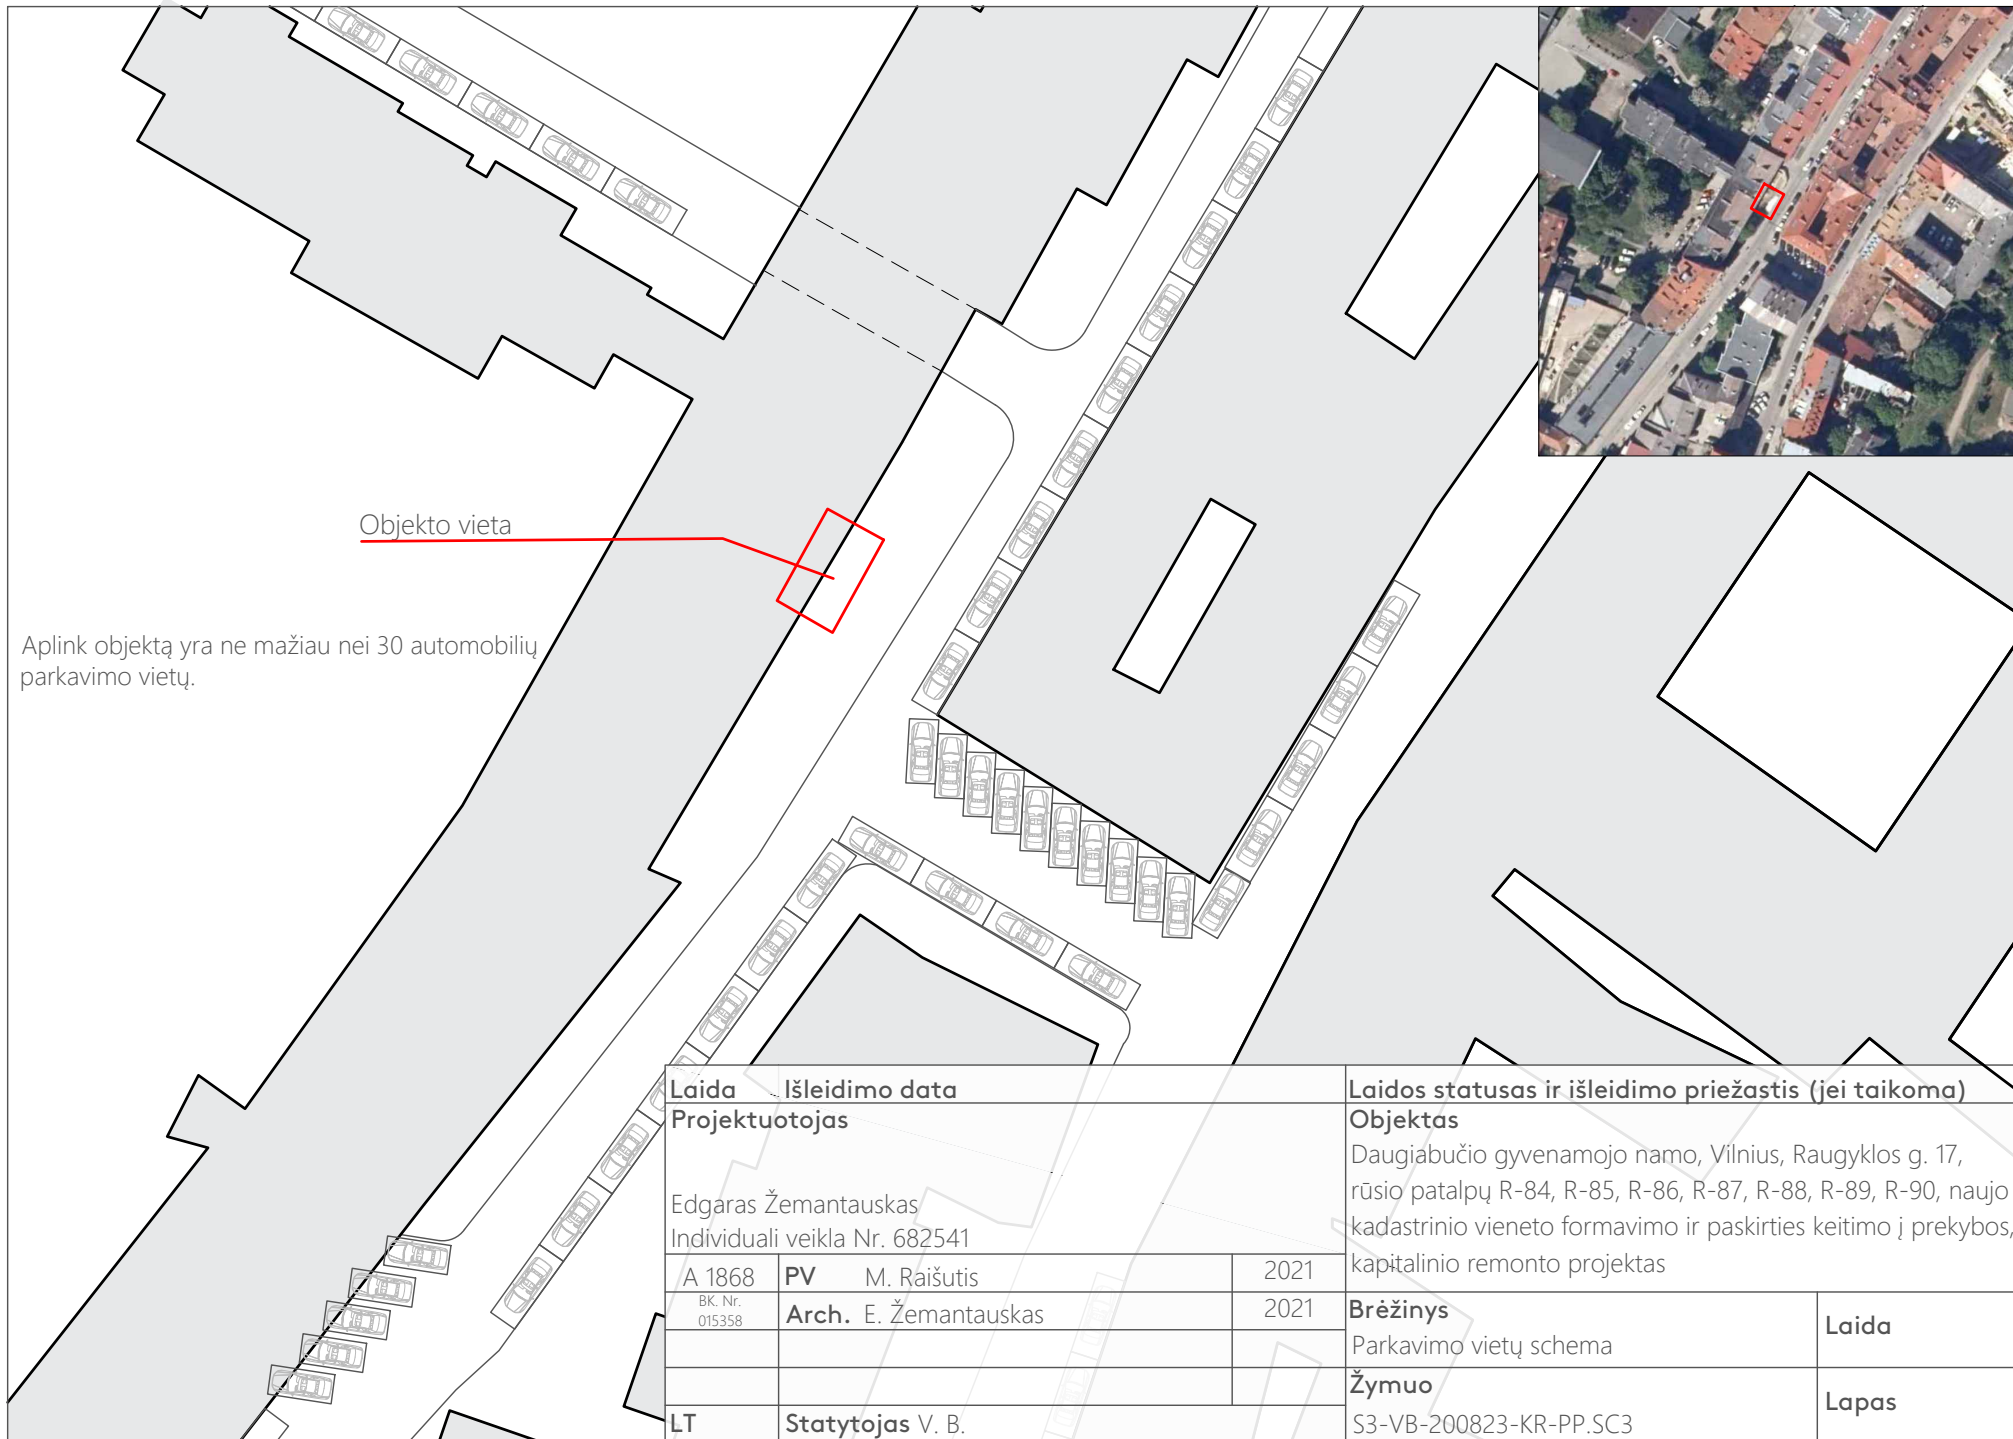 Objekto vieta
Aplink objektą yra ne mažiau nei 30 automobilių
parkavimo vietų.
Laida
Išleidimo data
Laidos statusas ir išleidimo priežastis (jei taikoma)
Projektuotojas
Edgaras Žemantauskas
Individuali veikla Nr. 682541
Objektas
Daugiabučio gyvenamojo namo, Vilnius, Raugyklos g. 17,
rūsio patalpų R-84, R-85, R-86, R-87, R-88, R-89, R-90, naujo
kadastrinio vieneto formavimo ir paskirties keitimo į prekybos,
kapitalinio remonto projektas
A 1868 PV M. Raišutis 2021
BK. Nr.
015358
Arch. E. Žemantauskas 2021
Brėžinys
Parkavimo vietų schema
Laida
Žymuo
S3-VB-200823-KR-PP.SC3
Lapas
LT Statytojas V. B.